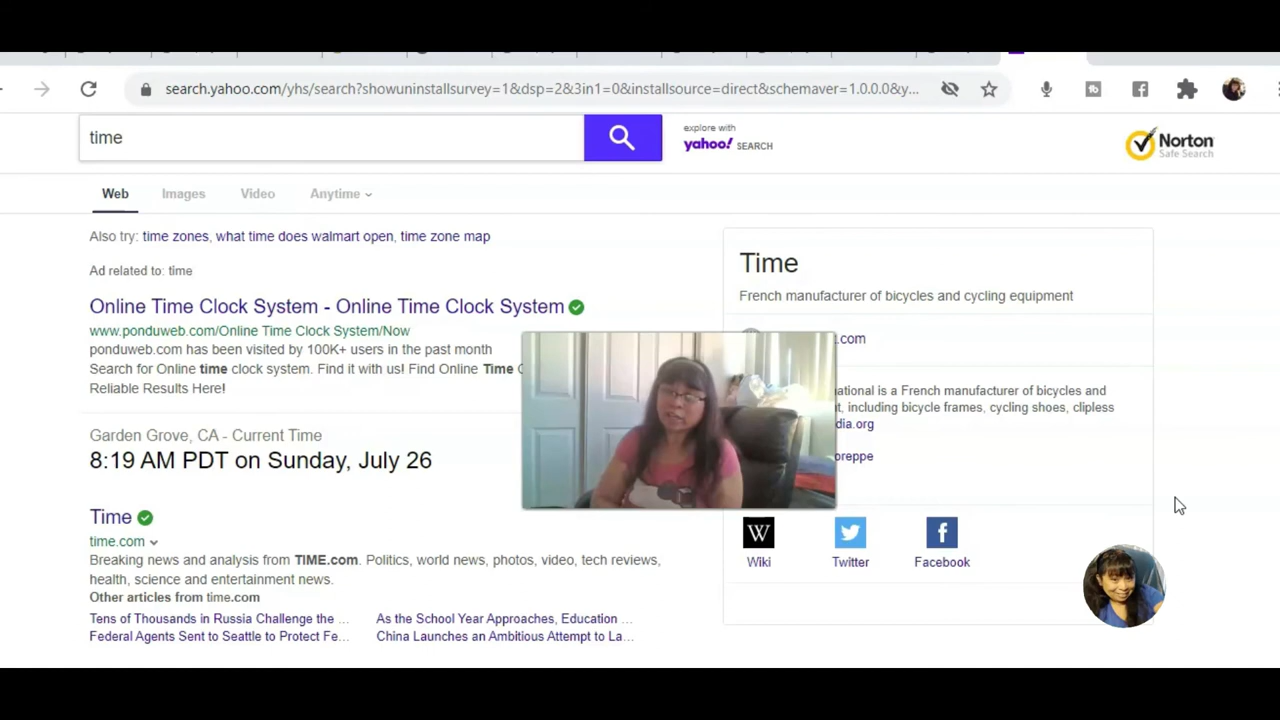 search.yahoo.com/yhs/search?showuninstallsurvey=1&dsp=2&3in1=0&installsource=direct&schemaver=1.0.0.0&y...
time
explore with
yahoo! SEARCH
Norton
Safe Search
Web Images Video Anytime
Also try: time zones, what time does walmart open, time zone map
Ad related to: time
Online Time Clock System - Online Time Clock System
www.ponduweb.com/Online Time Clock System/Now
ponduweb.com has been visited by 100K+ users in the past month
Search for Online time clock system. Find it with us! Find Online Time
Reliable Results Here!
Garden Grove, CA - Current Time
8:19 AM PDT on Sunday, July 26
Time
time.com
Breaking news and analysis from TIME.com. Politics, world news, photos, video, tech reviews,
health, science and entertainment news.
Other articles from time.com
Tens of Thousands in Russia Challenge the ...
As the School Year Approaches, Education ...
Federal Agents Sent to Seattle to Protect Fe...
China Launches an Ambitious Attempt to La...
Time
French manufacturer of bicycles and cycling equipment
.com
ational is a French manufacturer of bicycles and
t, including bicycle frames, cycling shoes, clipless
dia.org
oreppe
W
Wiki
Twitter
f
Facebook